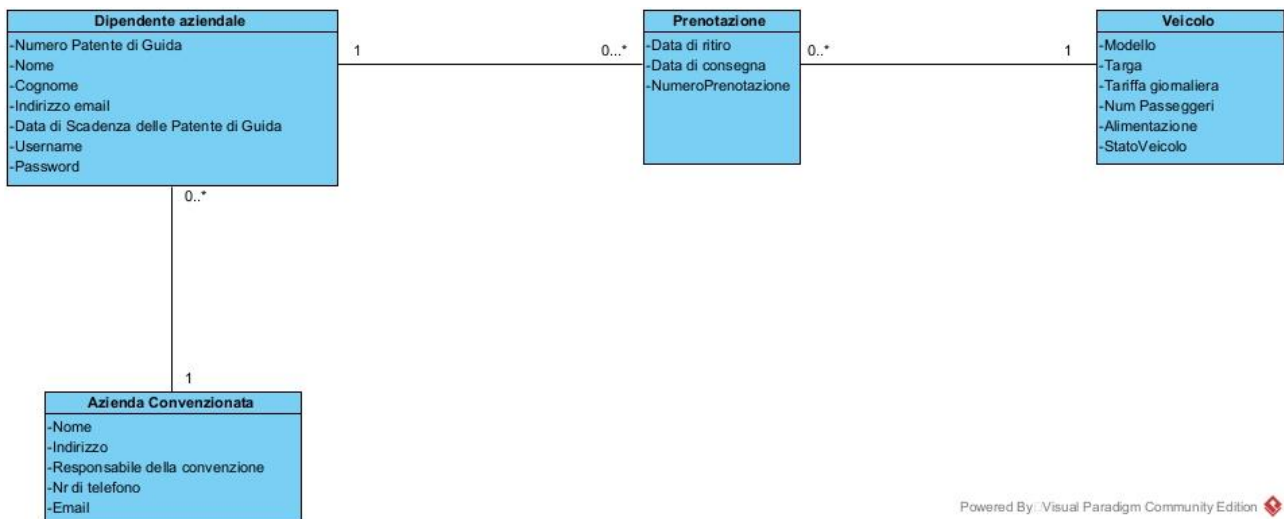 Dipendente aziendale
-Numero Patente di Guida
-Nome
-Cognome
-Indirizzo email
-Data di Scadenza delle Patente di Guida
-Username
-Password
1
0...*
Prenotazione
-Data di ritiro
-Data di consegna
-NumeroPrenotazione
0..*
1
Veicolo
-Modello
-Targa
-Tariffa giornaliera
-Num Passeggeri
-Alimentazione
-StatoVeicolo
0..*
1
Azienda Convenzionata
-Nome
-Indirizzo
-Responsabile della convenzione
-Nr di telefono
-Email
Powered By Visual Paradigm Community Edition